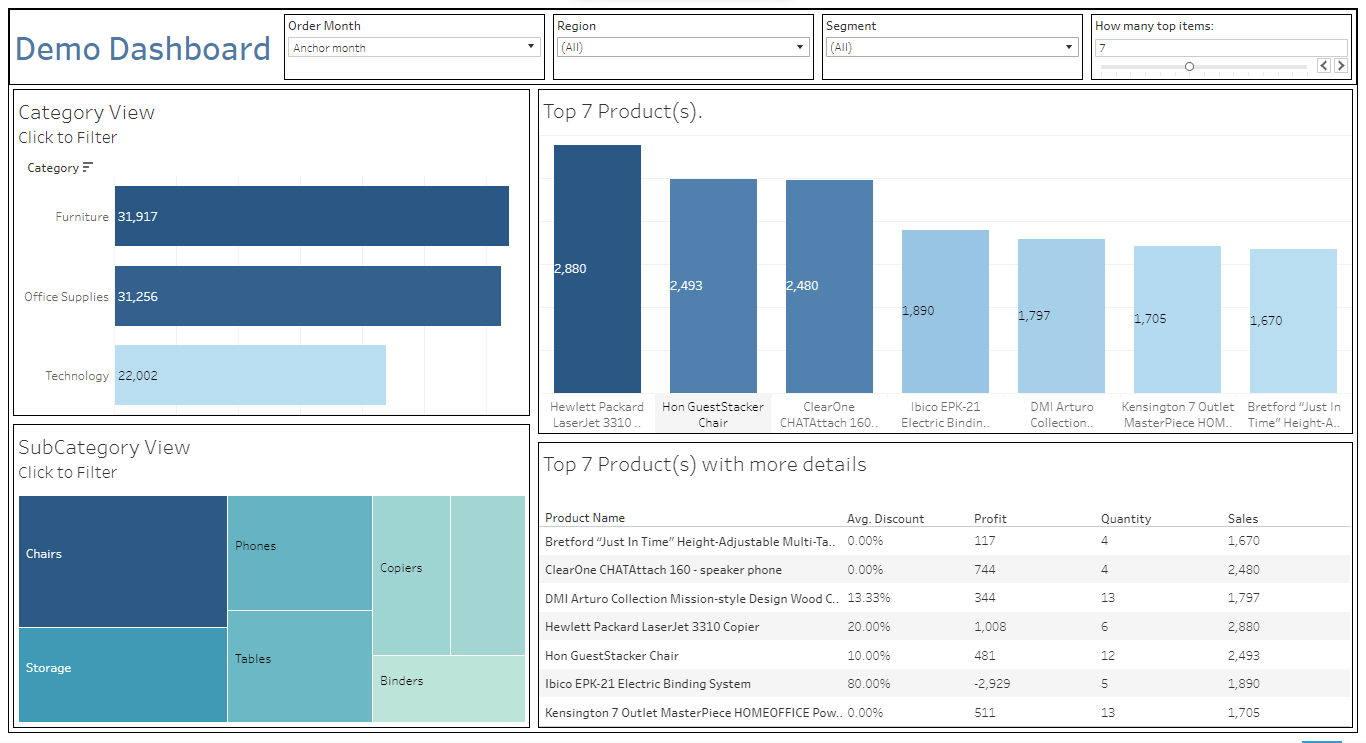 Demo Dashboard
Order Month
Anchor month
Region
(All)
Segment
(All)
How many top items:
7
Category View
Click to Filter
Category
Furniture
31,917
Office Supplies
31,256
Technology
22,002
Top 7 Product(s).
2,880
2,493
2,480
1,890
1,797
1,705
1,670
Hewlett Packard
LaserJet 3310 ..
Hon GuestStacker
Chair
ClearOne
CHATAttach 160..
Ibico EPK-21
Electric Bindin..
DMI Arturo
Collection..
Kensington 7 Outlet
MasterPiece HOM..
Bretford “Just In
Time” Height-A..
SubCategory View
Click to Filter
Chairs
Storage
Phones
Tables
Copiers
Binders
Top 7 Product(s) with more details
Product Name Avg. Discount Profit Quantity Sales
Bretford “Just In Time” Height-Adjustable Multi-Ta.. 0.00% 117 4 1,670
ClearOne CHATAttach 160 - speaker phone 0.00% 744 4 2,480
DMI Arturo Collection Mission-style Design Wood C.. 13.33% 344 13 1,797
Hewlett Packard LaserJet 3310 Copier 20.00% 1,008 6 2,880
Hon GuestStacker Chair 10.00% 481 12 2,493
Ibico EPK-21 Electric Binding System 80.00% -2,929 5 1,890
Kensington 7 Outlet MasterPiece HOMEOFFICE Pow.. 0.00% 511 13 1,705